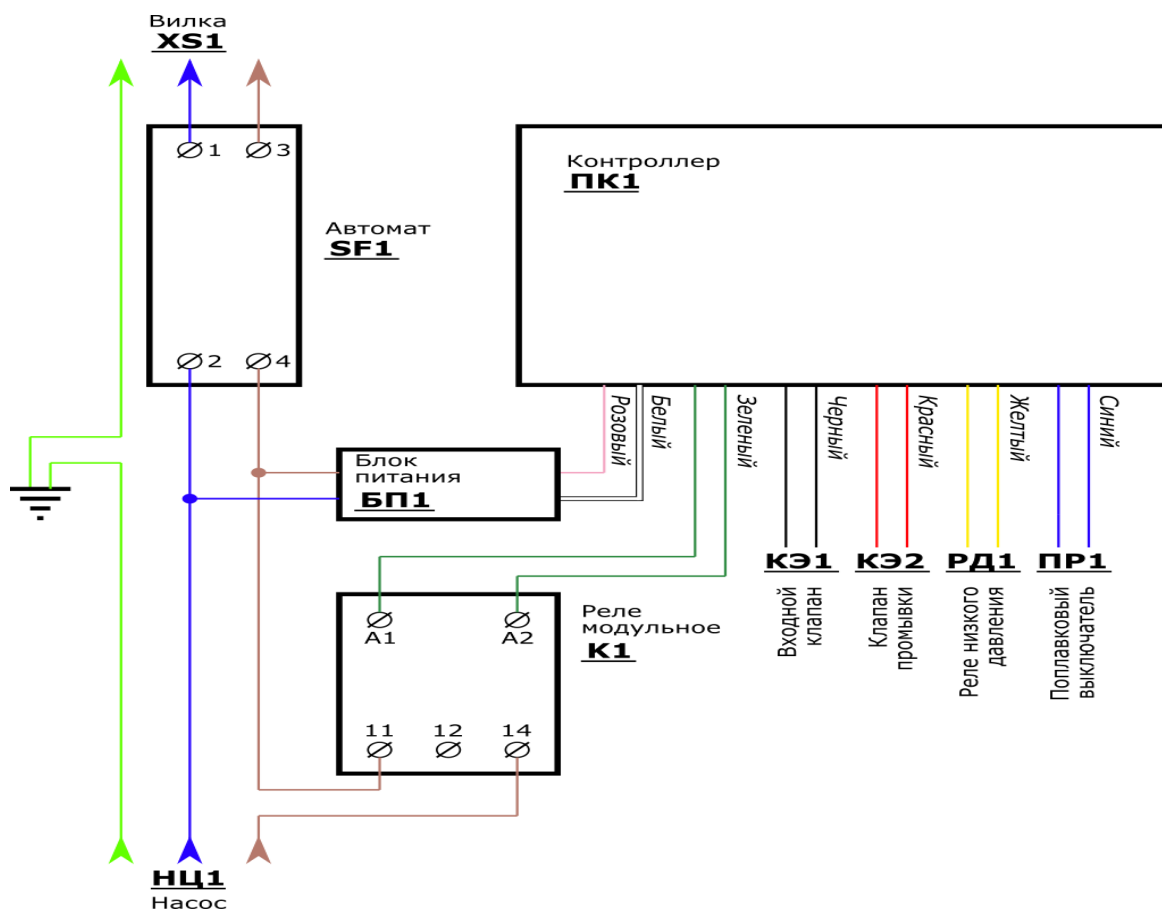 Вилка
XS1
1
3
Контроллер
ПК1
Автомат
SF1
2
4
Розовый
Белый
Зеленый
Черный
Красный
Желтый
Синий
Блок
питания
БП1
КЭ1
КЭ2
РД1
ПР1
Входной
клапан
Клапан
промывки
Реле низкого
давления
Поплавковый
выключатель
A1
A2
Реле
модульное
К1
11
12
14
НЦ1
Насос